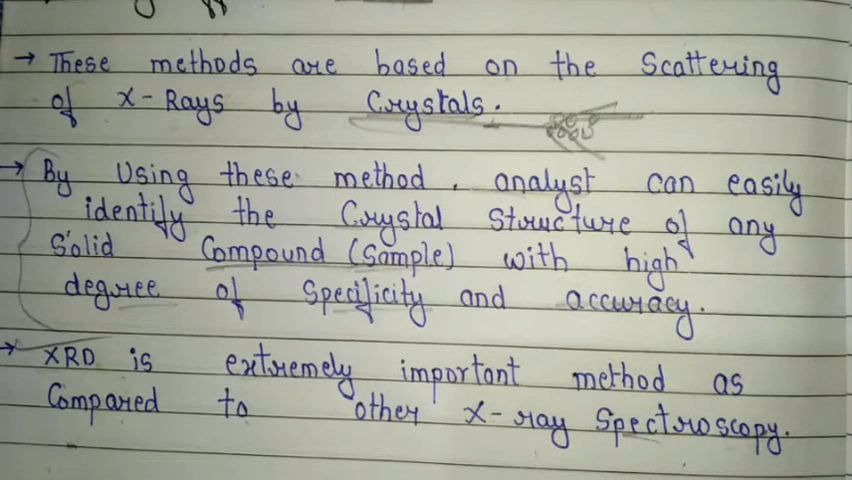 → These methods are based on the Scattering
of X-Rays by Crystals.
→ By Using these method, analyst can easily
identify the Crystal Structure of any
Solid Compound (Sample) with high
degree of Specificity and accuracy.
→ XRD is extremely important method as
Compared to other X-ray Spectroscopy.